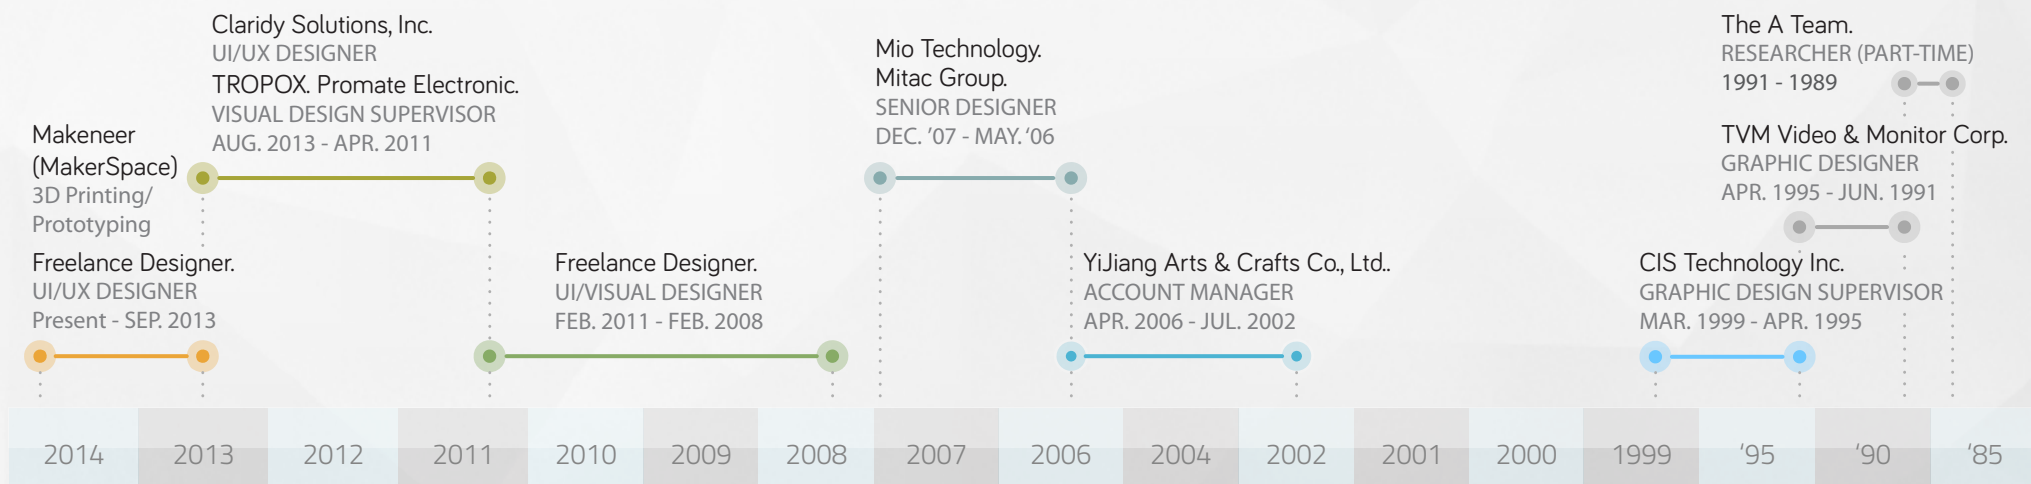 Makeneer
(MakerSpace)
3D Printing/
Prototyping
Freelance Designer.
UI/UX DESIGNER
Present - SEP. 2013
Claridy Solutions, Inc.
UI/UX DESIGNER
TROPOX. Promate Electronic.
VISUAL DESIGN SUPERVISOR
AUG. 2013 - APR. 2011
Freelance Designer.
UI/VISUAL DESIGNER
FEB. 2011 - FEB. 2008
Mio Technology.
Mitac Group.
SENIOR DESIGNER
DEC. ’07 - MAY. ‘06
YiJiang Arts & Crafts Co., Ltd..
ACCOUNT MANAGER
APR. 2006 - JUL. 2002
The A Team.
RESEARCHER (PART-TIME)
1991 - 1989
TVM Video & Monitor Corp.
GRAPHIC DESIGNER
APR. 1995 - JUN. 1991
CIS Technology Inc.
GRAPHIC DESIGN SUPERVISOR
MAR. 1999 - APR. 1995
2014 2013 2012 2011 2010 2009 2008 2007 2006 2004 2002 2001 2000 1999 ‘95 ‘90 ‘85